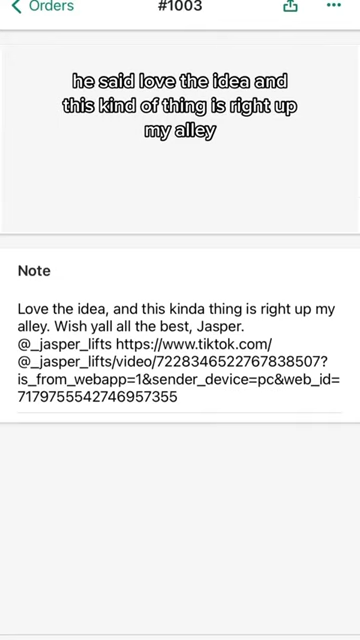 Orders
#1003
he said love the idea and
this kind of thing is right up
my alley
Note
Love the idea, and this kinda thing is right up my
alley. Wish yall all the best, Jasper.
@_jasper_lifts https://www.tiktok.com/
@_jasper_lifts/video/7228346522767838507?
is_from_webapp=1&sender_device=pc&web_id=
7179755542746957355